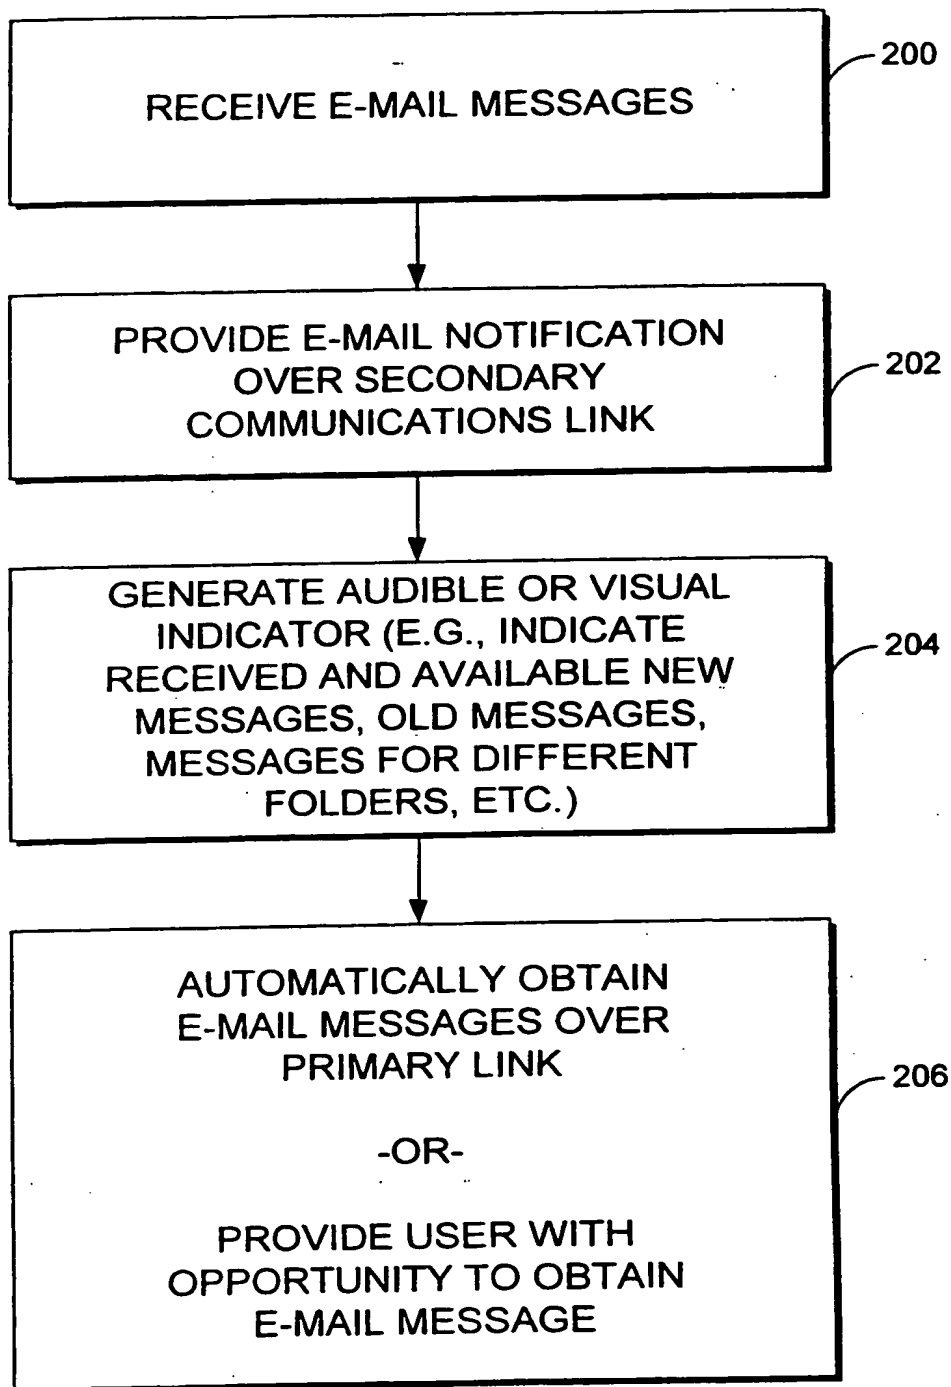 RECEIVE E-MAIL MESSAGES
200
PROVIDE E-MAIL NOTIFICATION
OVER SECONDARY
COMMUNICATIONS LINK
202
GENERATE AUDIBLE OR VISUAL
INDICATOR (E.G., INDICATE
RECEIVED AND AVAILABLE NEW
MESSAGES, OLD MESSAGES,
MESSAGES FOR DIFFERENT
FOLDERS, ETC.)
204
AUTOMATICALLY OBTAIN
E-MAIL MESSAGES OVER
PRIMARY LINK
-OR-
PROVIDE USER WITH
OPPORTUNITY TO OBTAIN
E-MAIL MESSAGE
206